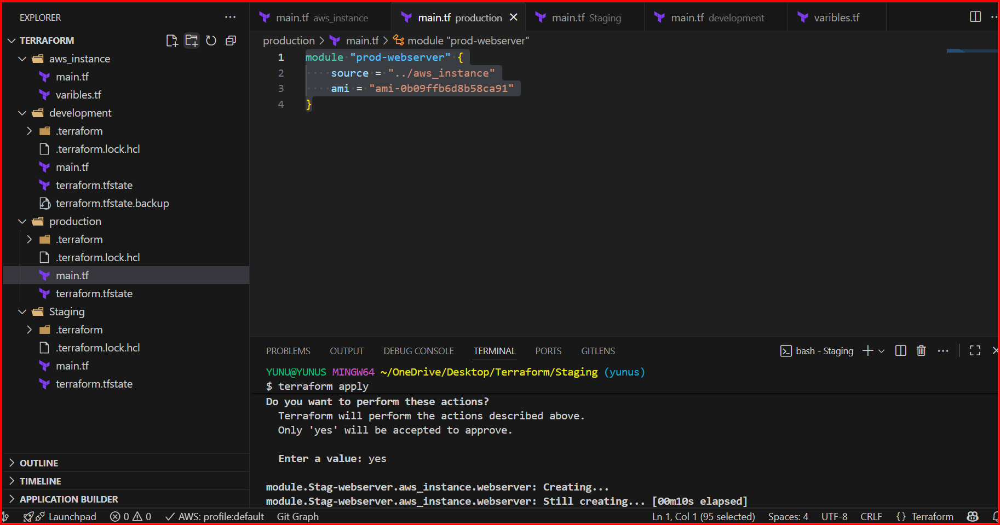 EXPLORER
TERRAFORM
aws_instance
main.tf
varibles.tf
development
.terraform
.terraform.lock.hcl
main.tf
terraform.tfstate
terraform.tfstate.backup
production
.terraform
.terraform.lock.hcl
main.tf
terraform.tfstate
Staging
.terraform
.terraform.lock.hcl
main.tf
terraform.tfstate
OUTLINE
TIMELINE
APPLICATION BUILDER
main.tf aws_instance main.tf production main.tf Staging main.tf development varibles.tf
production > main.tf > module "prod-webserver"
1 module "prod-webserver" {
2     source = "../aws_instance"
3     ami = "ami-0b09ffb6d8b58ca91"
4 }
PROBLEMS OUTPUT DEBUG CONSOLE TERMINAL PORTS GITLENS bash - Staging
YUNU@YUNUS MINGW64 ~/OneDrive/Desktop/Terraform/Staging (yunus)
$ terraform apply
Do you want to perform these actions?
  Terraform will perform the actions described above.
  Only 'yes' will be accepted to approve.
  Enter a value: yes
module.Stag-webserver.aws_instance.webserver: Creating...
module.Stag-webserver.aws_instance.webserver: Still creating... [00m10s elapsed]
Launchpad 0 0 AWS: profile:default Git Graph Ln 1, Col 1 (95 selected) Spaces: 4 UTF-8 CRLF {} Terraform